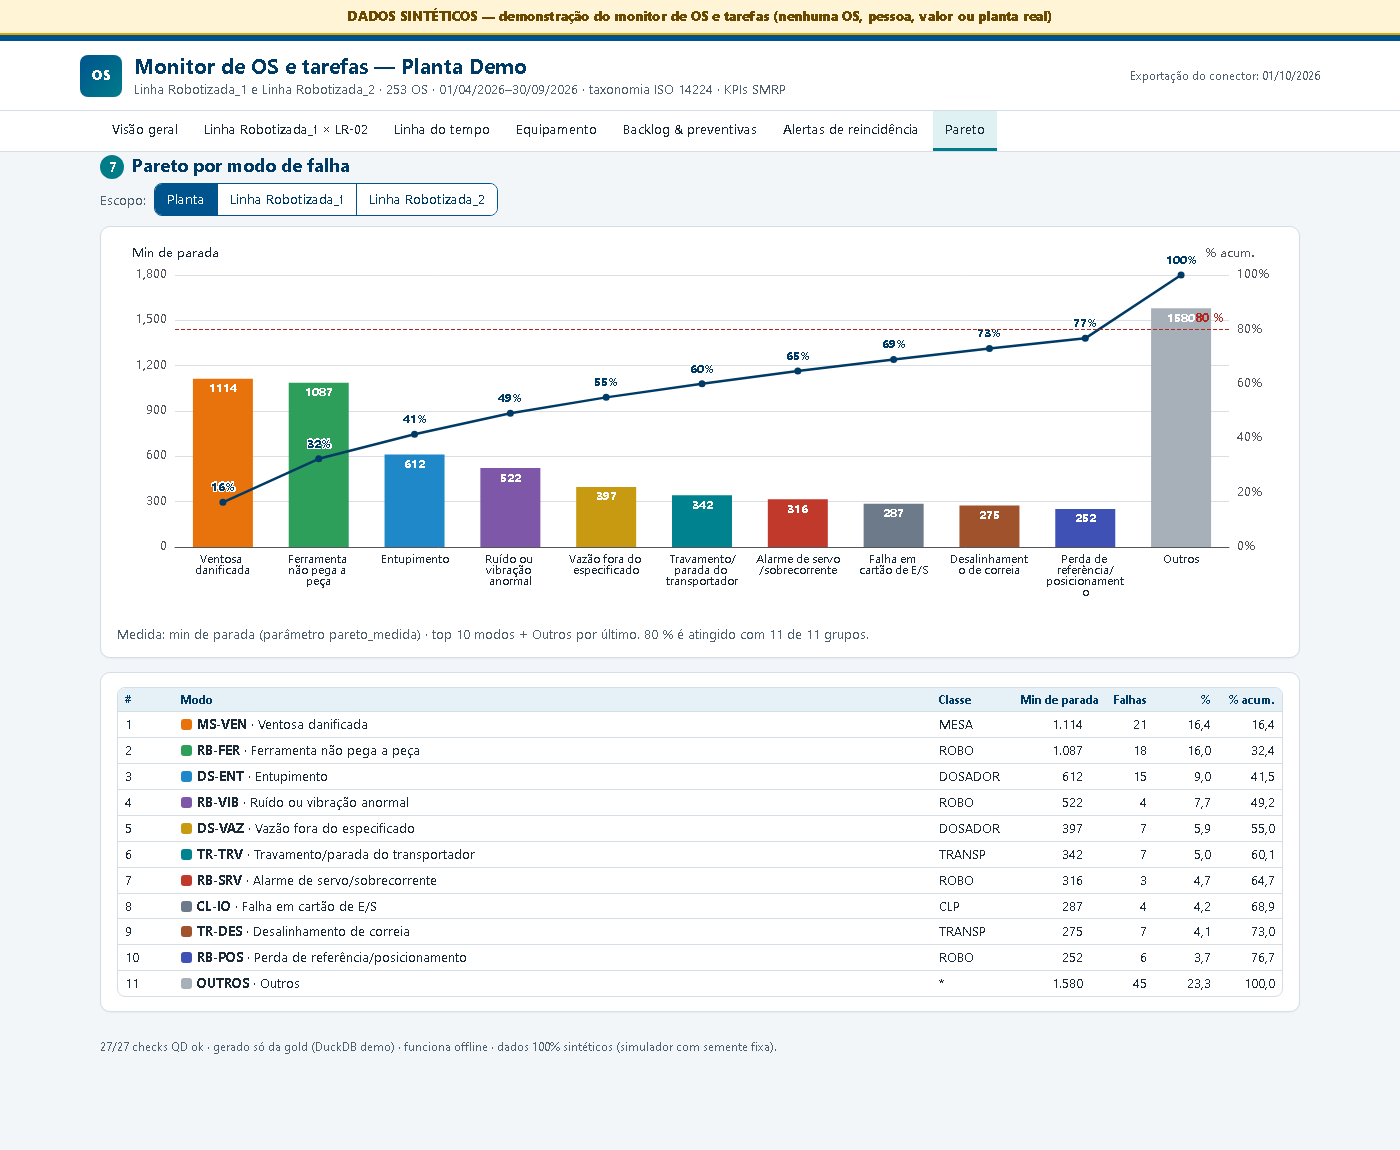 DADOS SINTÉTICOS — demonstração do monitor de OS e tarefas (nenhuma OS, pessoa, valor ou planta real)
OS
Monitor de OS e tarefas — Planta Demo
Linha Robotizada_1 e Linha Robotizada_2 · 253 OS · 01/04/2026–30/09/2026 · taxonomia ISO 14224 · KPIs SMRP
Exportação do conector: 01/10/2026
Visão geral Linha Robotizada_1 × LR-02 Linha do tempo Equipamento Backlog & preventivas Alertas de reincidência Pareto
7 Pareto por modo de falha
Escopo: Planta Linha Robotizada_1 Linha Robotizada_2
Min de parada
% acum.
1,800
1,500
1,200
900
600
300
0
100%
80%
60%
40%
20%
0%
80 %
1114
1087
612
522
397
342
316
287
275
252
1580
16%
32%
41%
49%
55%
60%
65%
69%
73%
77%
100%
Ventosa
danificada
Ferramenta
não pega a
peça
Entupimento
Ruído ou
vibração
anormal
Vazão fora do
especificado
Travamento/
parada do
transportador
Alarme de servo
/sobrecorrente
Falha em
cartão de E/S
Desalinhament
o de correia
Perda de
referência/
posicionament
o
Outros
Medida: min de parada (parâmetro pareto_medida) · top 10 modos + Outros por último. 80 % é atingido com 11 de 11 grupos.
# Modo Classe Min de parada Falhas % % acum.
1 MS-VEN · Ventosa danificada MESA 1.114 21 16,4 16,4
2 RB-FER · Ferramenta não pega a peça ROBO 1.087 18 16,0 32,4
3 DS-ENT · Entupimento DOSADOR 612 15 9,0 41,5
4 RB-VIB · Ruído ou vibração anormal ROBO 522 4 7,7 49,2
5 DS-VAZ · Vazão fora do especificado DOSADOR 397 7 5,9 55,0
6 TR-TRV · Travamento/parada do transportador TRANSP 342 7 5,0 60,1
7 RB-SRV · Alarme de servo/sobrecorrente ROBO 316 3 4,7 64,7
8 CL-IO · Falha em cartão de E/S CLP 287 4 4,2 68,9
9 TR-DES · Desalinhamento de correia TRANSP 275 7 4,1 73,0
10 RB-POS · Perda de referência/posicionamento ROBO 252 6 3,7 76,7
11 OUTROS · Outros * 1.580 45 23,3 100,0
27/27 checks QD ok · gerado só da gold (DuckDB demo) · funciona offline · dados 100% sintéticos (simulador com semente fixa).